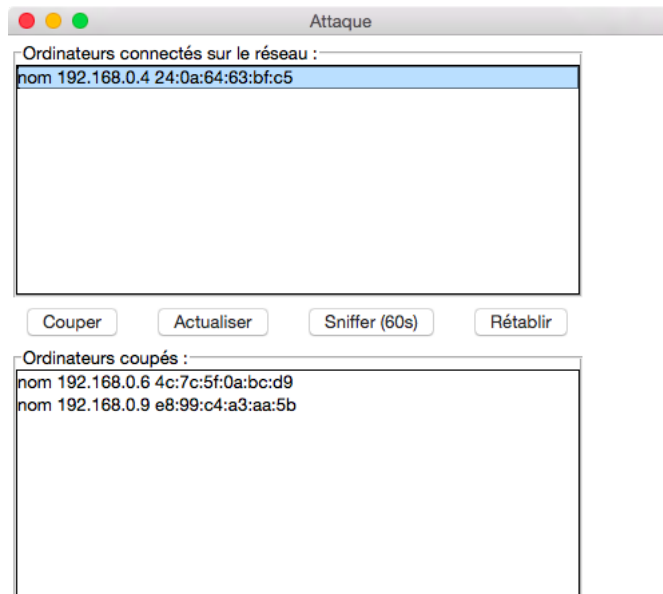 Attaque
Ordinateurs connectés sur le réseau :
nom 192.168.0.4 24:0a:64:63:bf:c5
Couper Actualiser Sniffer (60s) Rétablir
Ordinateurs coupés :
nom 192.168.0.6 4c:7c:5f:0a:bc:d9
nom 192.168.0.9 e8:99:c4:a3:aa:5b